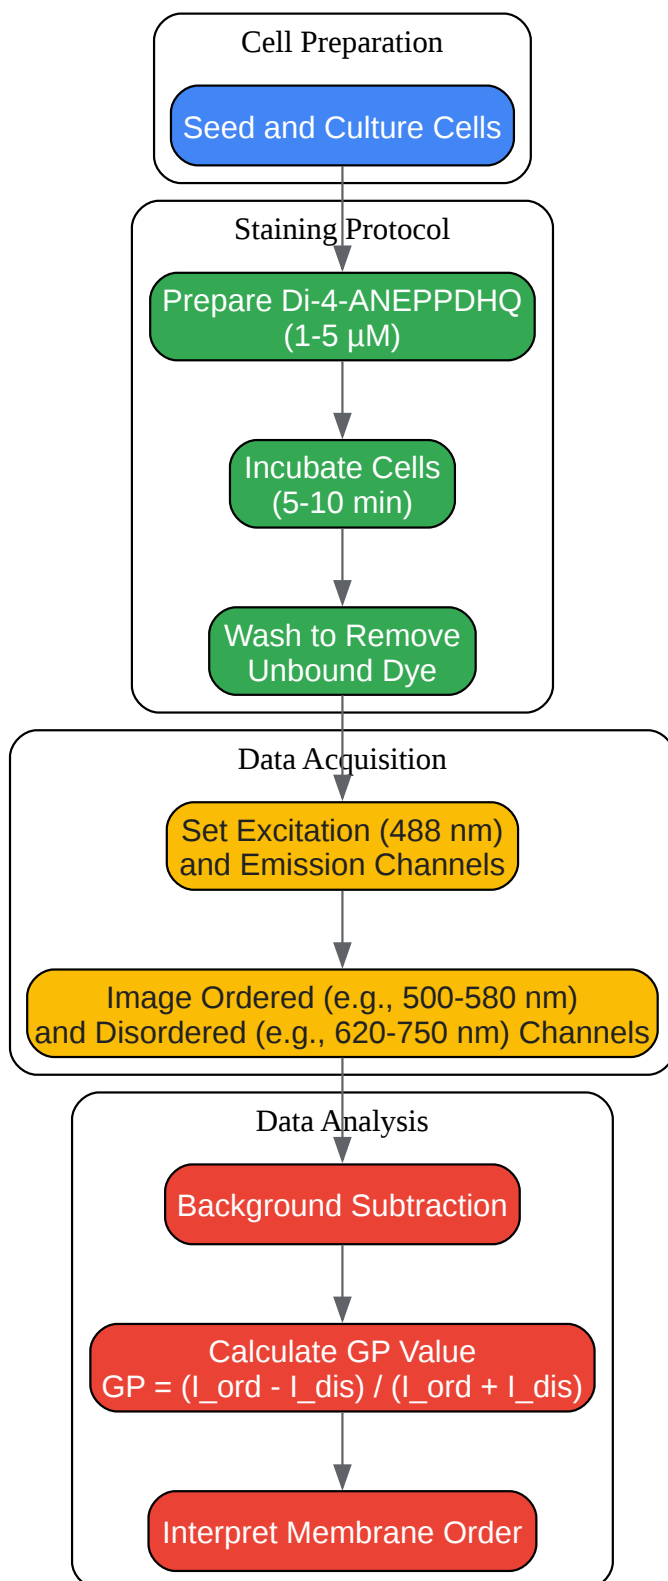 Cell Preparation
Seed and Culture Cells
Staining Protocol
Prepare Di-4-ANEPPDHQ
(1-5 µM)
Incubate Cells
(5-10 min)
Wash to Remove
Unbound Dye
Data Acquisition
Set Excitation (488 nm)
and Emission Channels
Image Ordered (e.g., 500-580 nm)
and Disordered (e.g., 620-750 nm) Channels
Data Analysis
Background Subtraction
Calculate GP Value
GP = (I_ord - I_dis) / (I_ord + I_dis)
Interpret Membrane Order